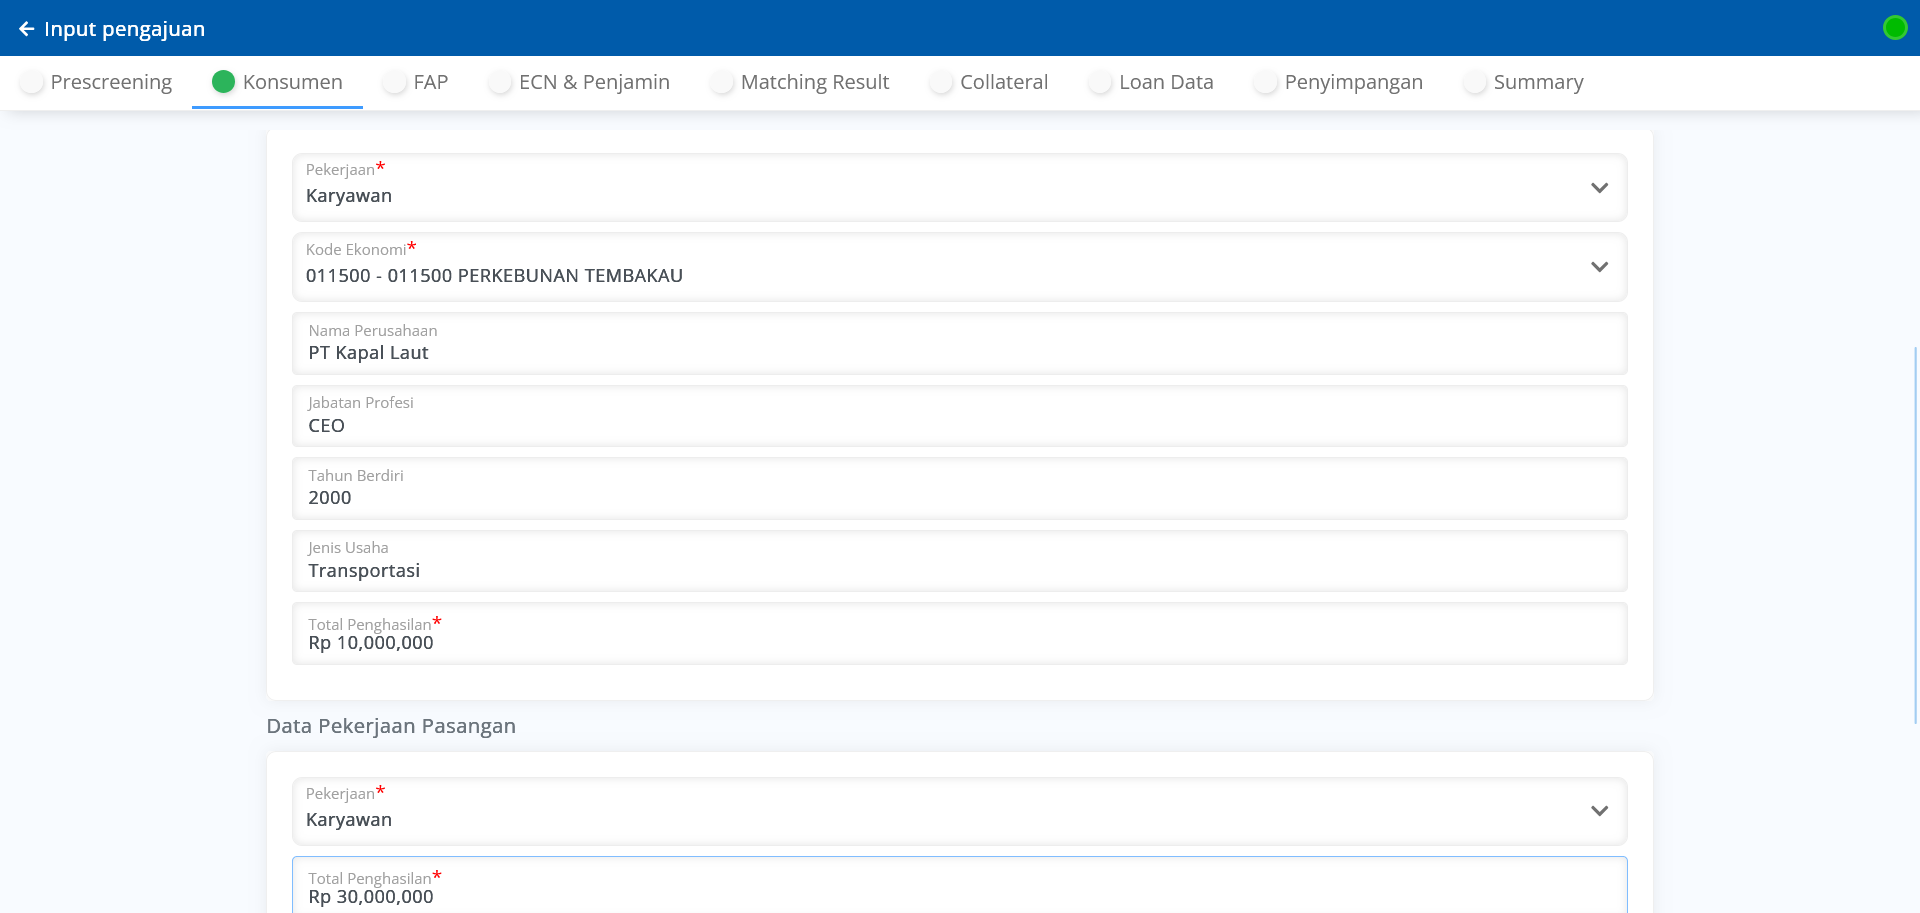 Input pengajuan
Prescreening Konsumen FAP ECN & Penjamin Matching Result Collateral Loan Data Penyimpangan Summary
Pekerjaan*
Karyawan
Kode Ekonomi*
011500 - 011500 PERKEBUNAN TEMBAKAU
Nama Perusahaan
PT Kapal Laut
Jabatan Profesi
CEO
Tahun Berdiri
2000
Jenis Usaha
Transportasi
Total Penghasilan*
Rp 10,000,000
Data Pekerjaan Pasangan
Pekerjaan*
Karyawan
Total Penghasilan*
Rp 30,000,000